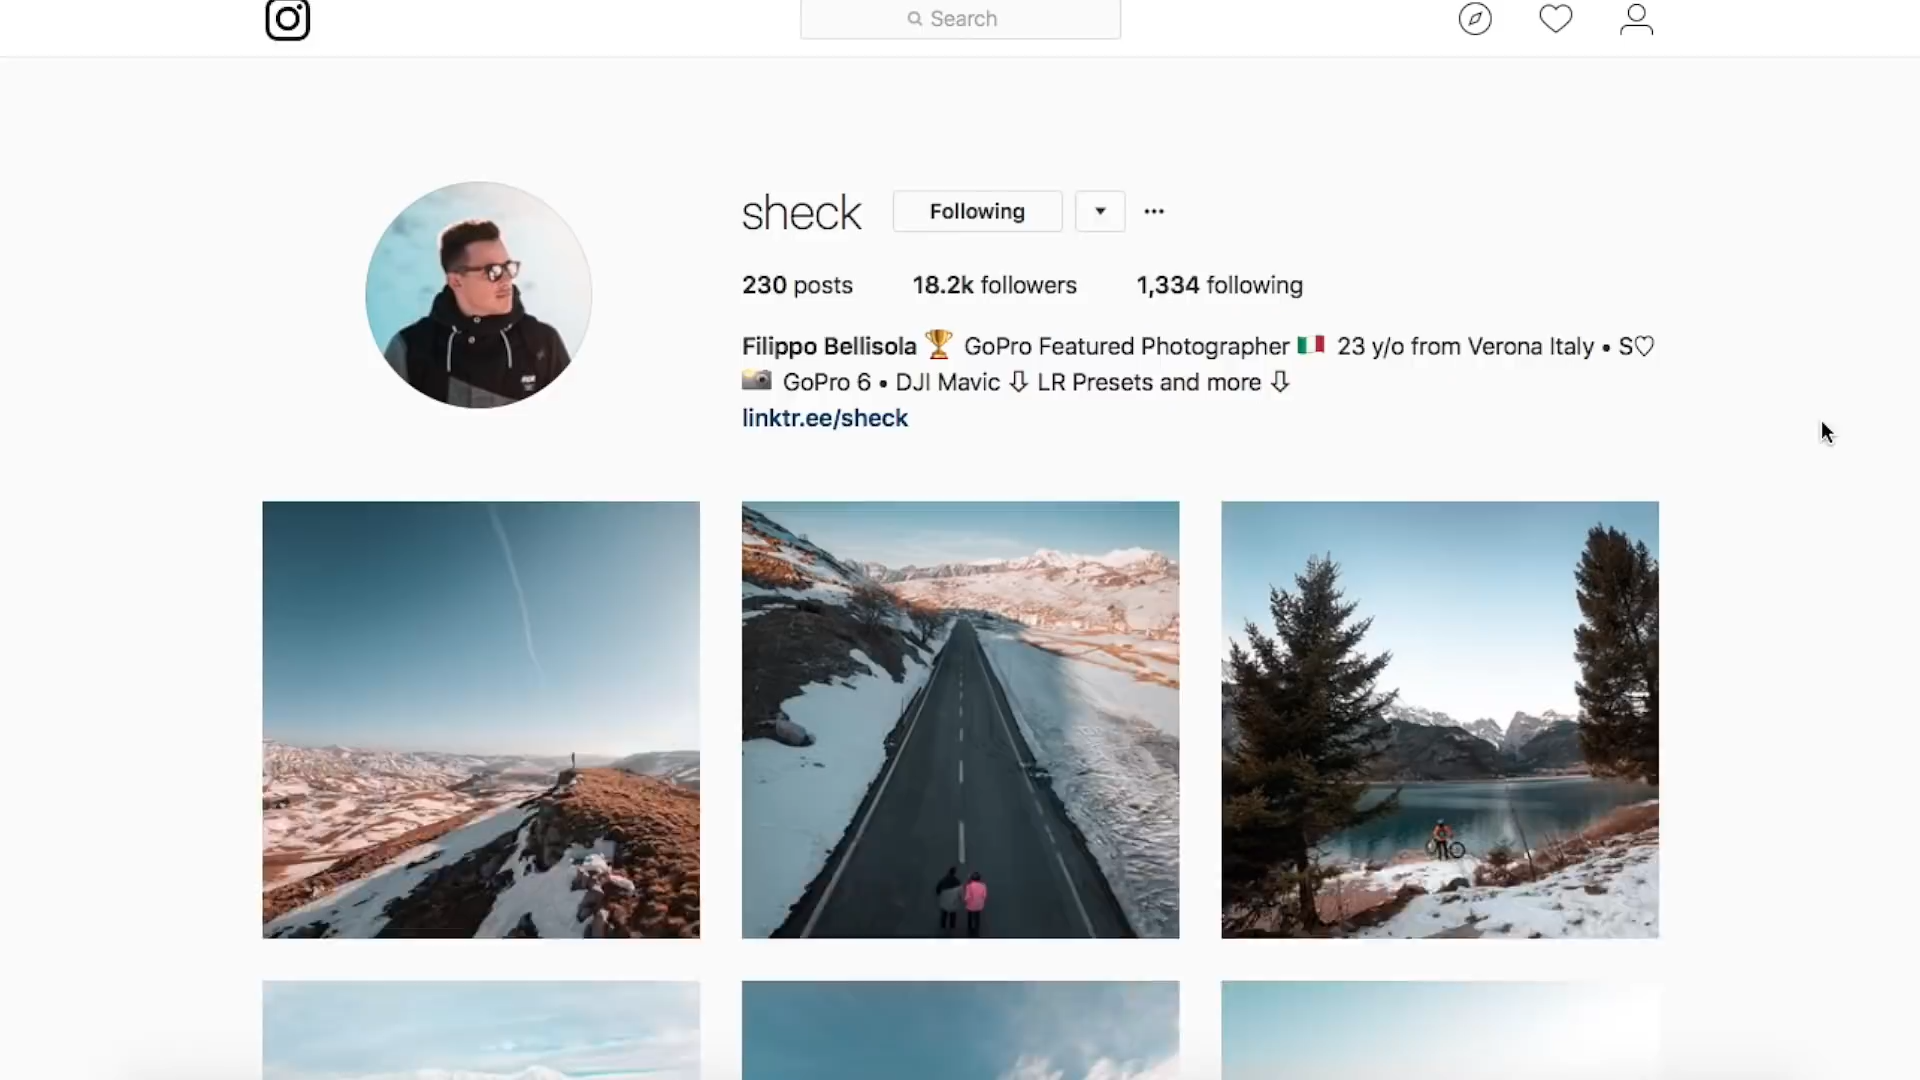 Search
sheck Following
230 posts 18.2k followers 1,334 following
Filippo Bellisola 🏆 GoPro Featured Photographer 🇮🇹 23 y/o from Verona Italy • S♡
📸 GoPro 6 • DJI Mavic ⇩ LR Presets and more ⇩
linktr.ee/sheck